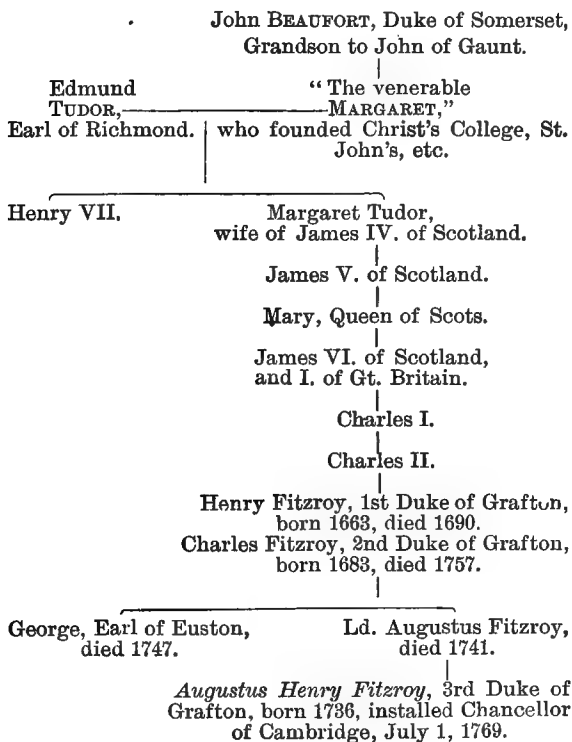 John BEAUFORT, Duke of Somerset,
Grandson to John of Gaunt.
Edmund
TUDOR,
Earl of Richmond.
"The venerable
MARGARET,"
who founded Christ's College, St.
John's, etc.
Henry VII.
Margaret Tudor,
wife of James IV. of Scotland.
James V. of Scotland.
Mary, Queen of Scots.
James VI. of Scotland,
and I. of Gt. Britain.
Charles I.
Charles II.
Henry Fitzroy, 1st Duke of Grafton,
born 1663, died 1690.
Charles Fitzroy, 2nd Duke of Grafton,
born 1683, died 1757.
George, Earl of Euston,
died 1747.
Ld. Augustus Fitzroy,
died 1741.
Augustus Henry Fitzroy, 3rd Duke of
Grafton, born 1736, installed Chancellor
of Cambridge, July 1, 1769.